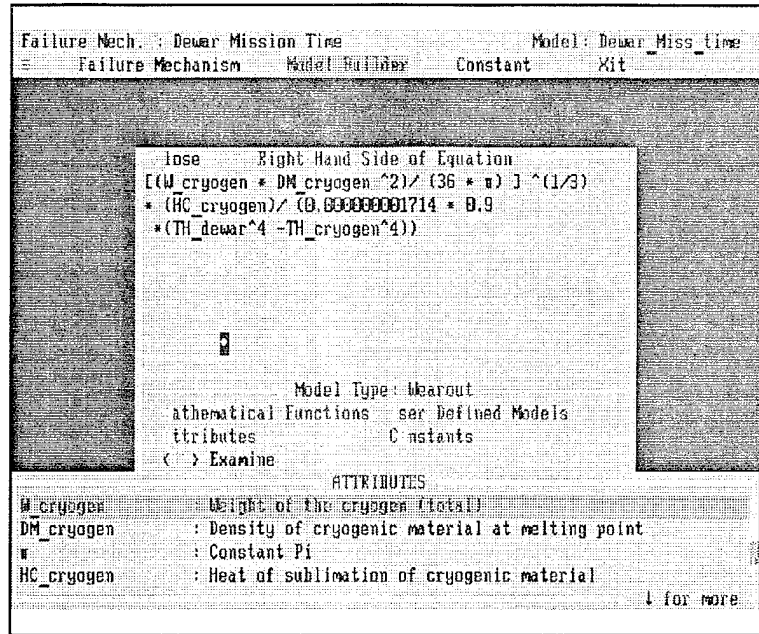 Failure Nech. : Dewar Mission Time Model: Dewar_Miss_time
= Failure Mechanism Model Builder Constant Xit
lose Right Hand Side of Equation
[(W_cryogen * DM_cryogen ^2)/ (36 * π) ] ^(1/3)
* (HC_cryogen)/ (0.000000001714 * 0.9
*(TH_dewar^4 -TH_cryogen^4))
Model Type: Wearout
athematical Functions ser Defined Models
ttributes C nstants
< > Examine
ATTRIBUTES
W_cryogen : Weight of the cryogen (total)
DM_cryogen : Density of cryogenic material at melting point
π : Constant Pi
HC_cryogen : Heat of sublimation of cryogenic material
↓ for more